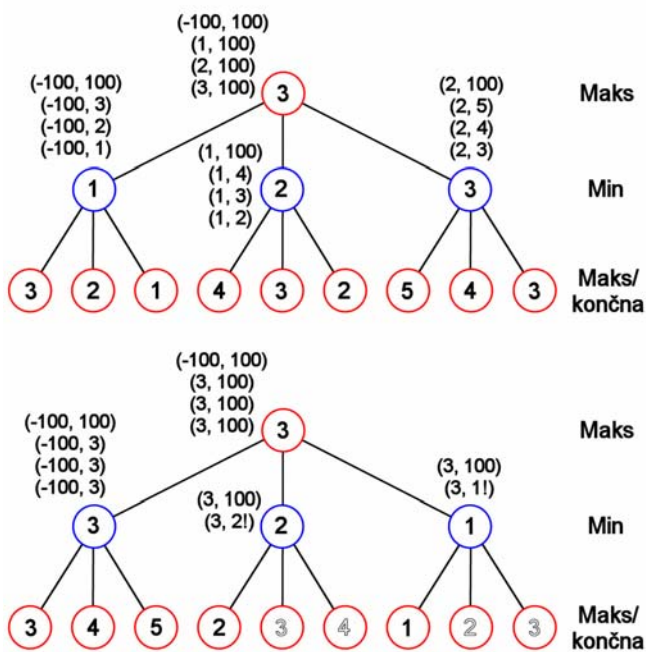 (-100, 100)
(1, 100)
(2, 100)
(3, 100)
3
Maks
(-100, 100)
(-100, 3)
(-100, 2)
(-100, 1)
(1, 100)
(1, 4)
(1, 3)
(1, 2)
(2, 100)
(2, 5)
(2, 4)
(2, 3)
1 2 3
Min
3 2 1 4 3 2 5 4 3
Maks/
končna
(-100, 100)
(3, 100)
(3, 100)
(3, 100)
3
Maks
(-100, 100)
(-100, 3)
(-100, 3)
(-100, 3)
(3, 100)
(3, 2!)
(3, 100)
(3, 1!)
3 2 1
Min
3 4 5 2 3 4 1 2 3
Maks/
končna